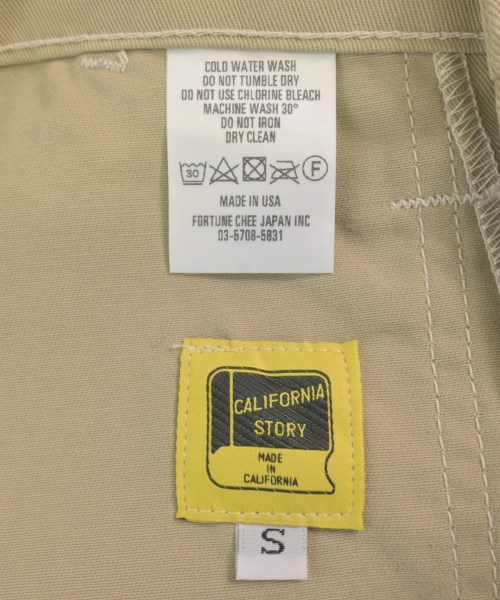 COLD WATER WASH
DO NOT TUMBLE DRY
DO NOT USE CHLORINE BLEACH
MACHINE WASH 30°
DO NOT IRON
DRY CLEAN
30 F
MADE IN USA
FORTUNE CHEE JAPAN INC
03-5708-5831
CALIFORNIA
STORY
MADE
IN
CALIFORNIA
S